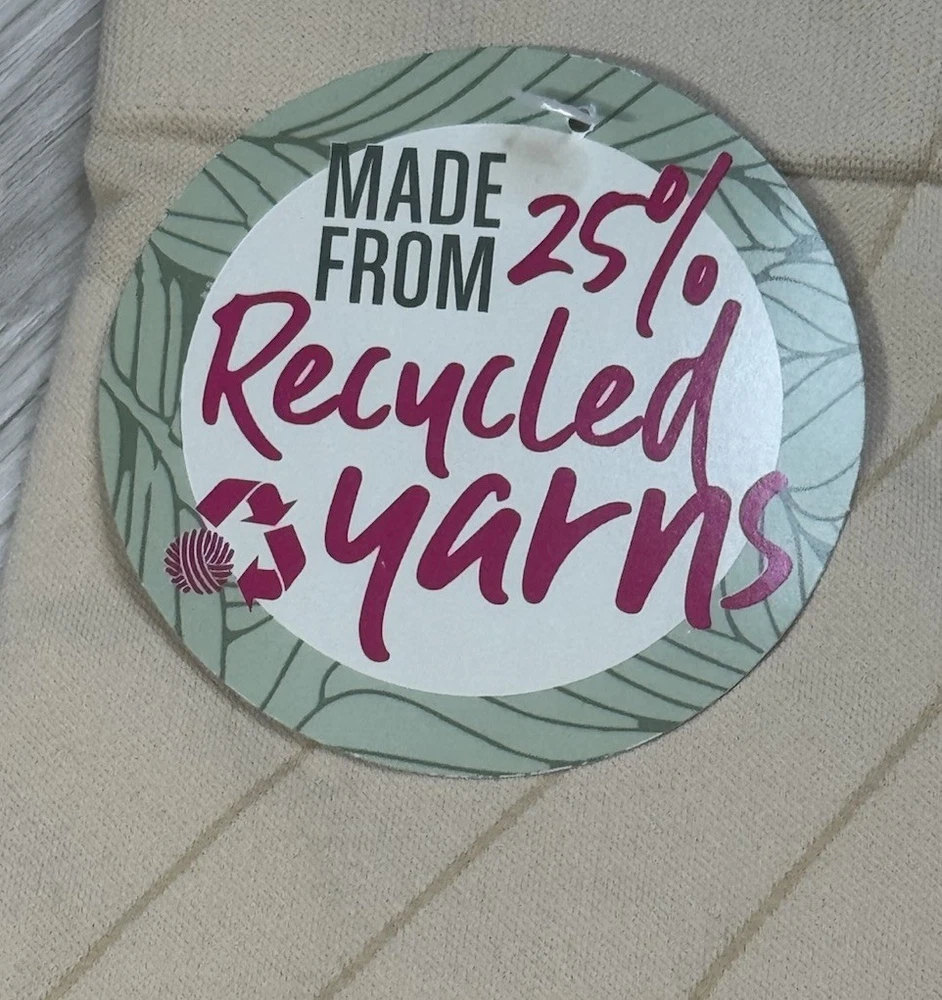 MADE
FROM 25%
Recycled
yarns